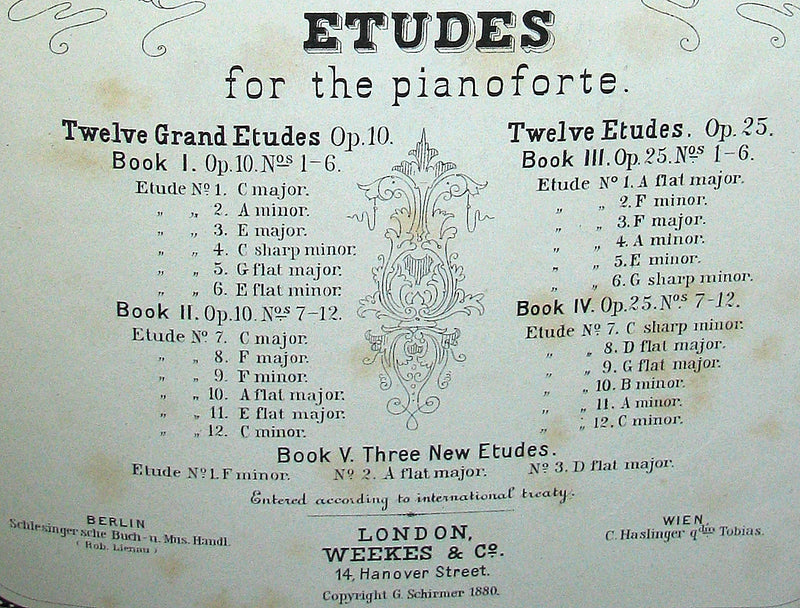 ETUDES
for the pianoforte.
Twelve Grand Etudes Op.10.
Book I. Op.10. Nos 1-6.
Etude No 1. C major.
" " 2. A minor.
" " 3. E major.
" " 4. C sharp minor.
" " 5. G flat major.
" " 6. E flat minor.
Book II. Op.10. Nos 7-12.
Etude No 7. C major.
" " 8. F major.
" " 9. F minor.
" " 10. A flat major.
" " 11. E flat major.
" " 12. C minor.
Twelve Etudes. Op. 25.
Book III. Op.25. Nos 1-6.
Etude No 1. A flat major.
" " 2. F minor.
" " 3. F major.
" " 4. A minor.
" " 5. E minor.
" " 6. G sharp minor.
Book IV. Op.25. Nos 7-12.
Etude No 7. C sharp minor.
" " 8. D flat major.
" " 9. G flat major.
" " 10. B minor.
" " 11. A minor.
" " 12. C minor.
Book V. Three New Etudes.
Etude No 1. F minor. No 2. A flat major. No 3. D flat major.
Entered according to international treaty.
BERLIN
Schlesinger'sche Buch- u. Mus. Handl.
(Rob. Lienau)
LONDON,
WEEKES & Co.
14, Hanover Street.
Copyright G. Schirmer 1880.
WIEN,
C. Haslinger qdm Tobias.